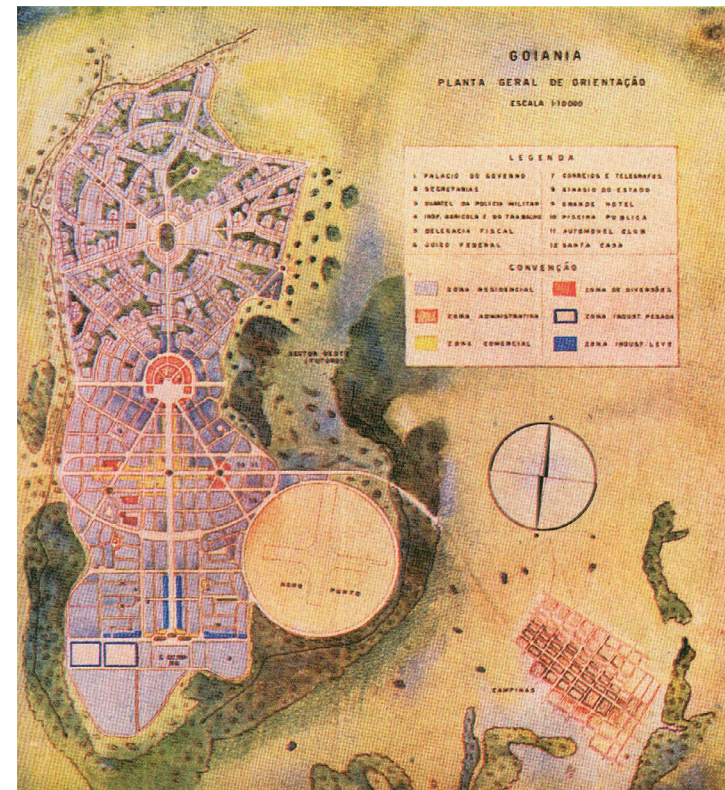 GOIANIA
PLANTA GERAL DE ORIENTAÇÃO
ESCALA 1:10000
LEGENDA
1 PALACIO DO GOVERNO
2 SECRETARIAS
3 QUARTEL DA POLICIA MILITAR
4 INSP. AGRICOLA E DO TRABALHO
5 DELEGACIA FISCAL
6 JUIZO FEDERAL
7 CORREIOS E TELEGRAFOS
8 GINASIO DO ESTADO
9 GRANDE HOTEL
10 PISCINA PUBLICA
11 AUTOMOVEL CLUB
12 SANTA CASA
CONVENÇÃO
ZONA RESIDENCIAL
ZONA ADMINISTRATIVA
ZONA COMERCIAL
ZONA DE DIVERSÕES
ZONA INDUST. PESADA
ZONA INDUST. LEVE
SECTOR OESTE
(FUTURO)
S
AERO PORTO
CAMPINAS